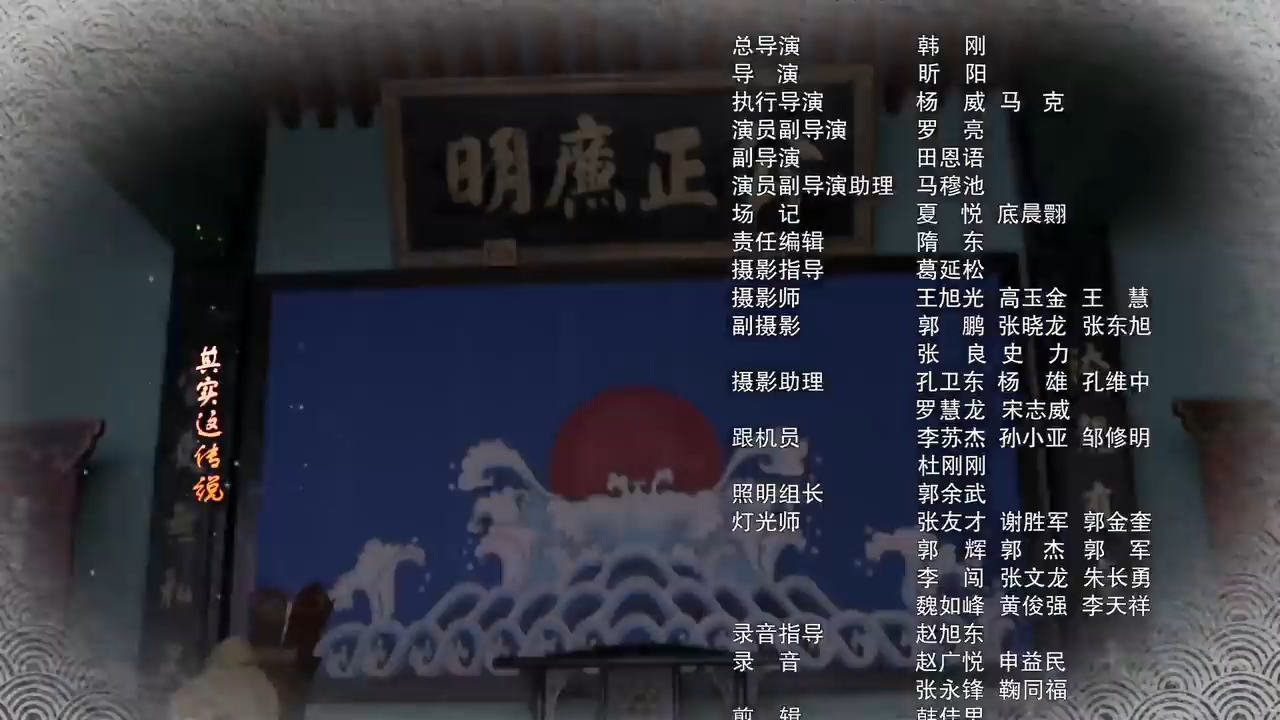 明廉正
其实这传说
总导演 韩 刚
导 演 昕 阳
执行导演 杨 威 马 克
演员副导演 罗 亮
副导演 田恩语
演员副导演助理 马穆池
场 记 夏 悦 底晨翾
责任编辑 隋 东
摄影指导 葛延松
摄影师 王旭光 高玉金 王 慧
副摄影 郭 鹏 张晓龙 张东旭
张 良 史 力
摄影助理 孔卫东 杨 雄 孔维中
罗慧龙 宋志威
跟机员 李苏杰 孙小亚 邹修明
杜刚刚
照明组长 郭余武
灯光师 张友才 谢胜军 郭金奎
郭 辉 郭 杰 郭 军
李 闯 张文龙 朱长勇
魏如峰 黄俊强 李天祥
录音指导 赵旭东
录 音 赵广悦 申益民
张永锋 鞠同福
剪 辑 韩佳里